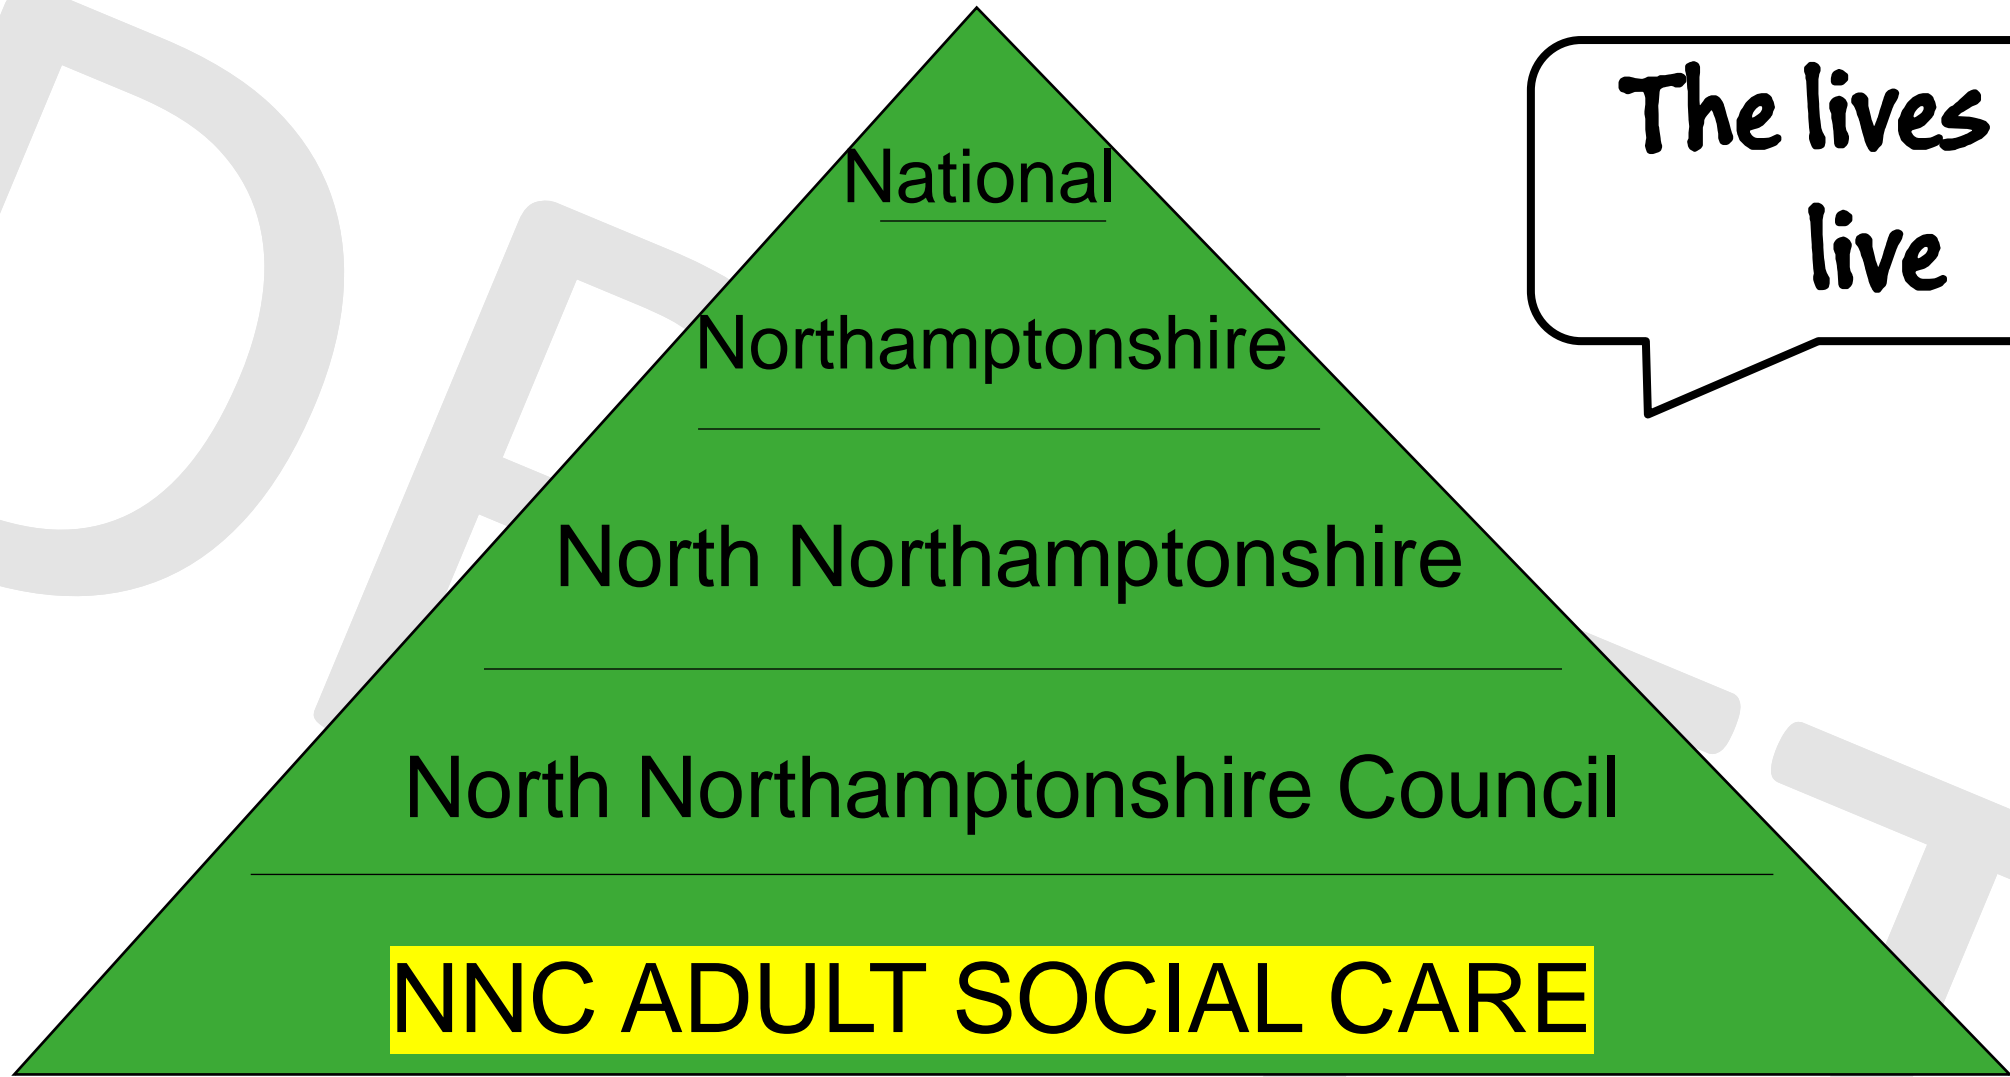 The lives
live
National
Northamptonshire
North Northamptonshire
North Northamptonshire Council
NNC ADULT SOCIAL CARE